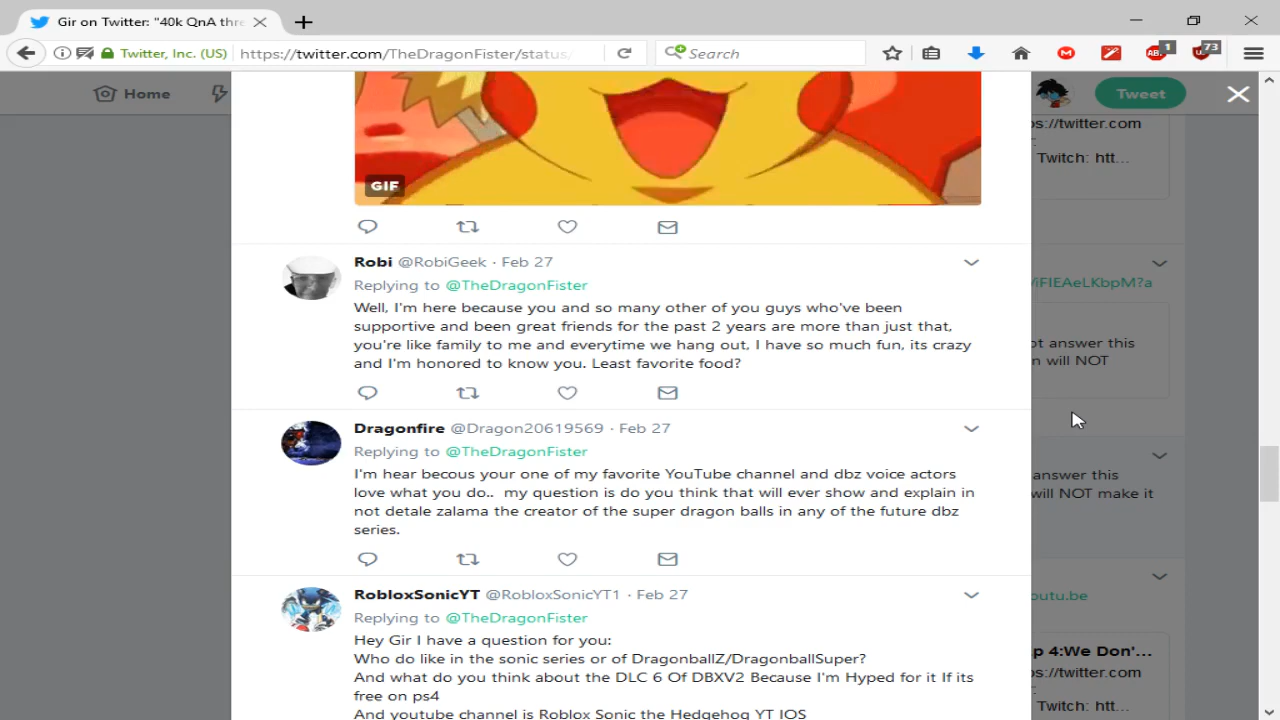 Gir on Twitter: "40k QnA thre
Twitter, Inc. (US)
https://twitter.com/TheDragonFister/status/
Search
1
73
Home
Tweet
GIF
ps://twitter.com
Twitch: htt...
Robi @RobiGeek · Feb 27
Replying to @TheDragonFister
Well, I'm here because you and so many other of you guys who've been
supportive and been great friends for the past 2 years are more than just that,
you're like family to me and everytime we hang out, I have so much fun, its crazy
and I'm honored to know you. Least favorite food?
/iFIEAeLKbpM?a
ot answer this
n will NOT
Dragonfire @Dragon20619569 · Feb 27
Replying to @TheDragonFister
I'm hear becous your one of my favorite YouTube channel and dbz voice actors
love what you do.. my question is do you think that will ever show and explain in
not detale zalama the creator of the super dragon balls in any of the future dbz
series.
answer this
will NOT make it
RobloxSonicYT @RobloxSonicYT1 · Feb 27
Replying to @TheDragonFister
Hey Gir I have a question for you:
Who do like in the sonic series or of DragonballZ/DragonballSuper?
And what do you think about the DLC 6 Of DBXV2 Because I'm Hyped for it If its
free on ps4
And youtube channel is Roblox Sonic the Hedgehog YT IOS
outu.be
p 4:We Don'...
ps://twitter.com
Twitch: htt...